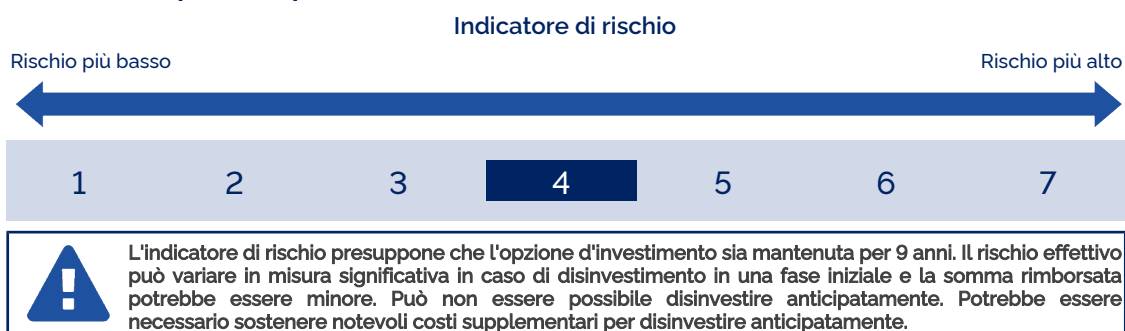 Indicatore di rischio
Rischio più basso Rischio più alto
1 2 3 4 5 6 7
L'indicatore di rischio presuppone che l'opzione d'investimento sia mantenuta per 9 anni. Il rischio effettivo
può variare in misura significativa in caso di disinvestimento in una fase iniziale e la somma rimborsata
potrebbe essere minore. Può non essere possibile disinvestire anticipatamente. Potrebbe essere
necessario sostenere notevoli costi supplementari per disinvestire anticipatamente.